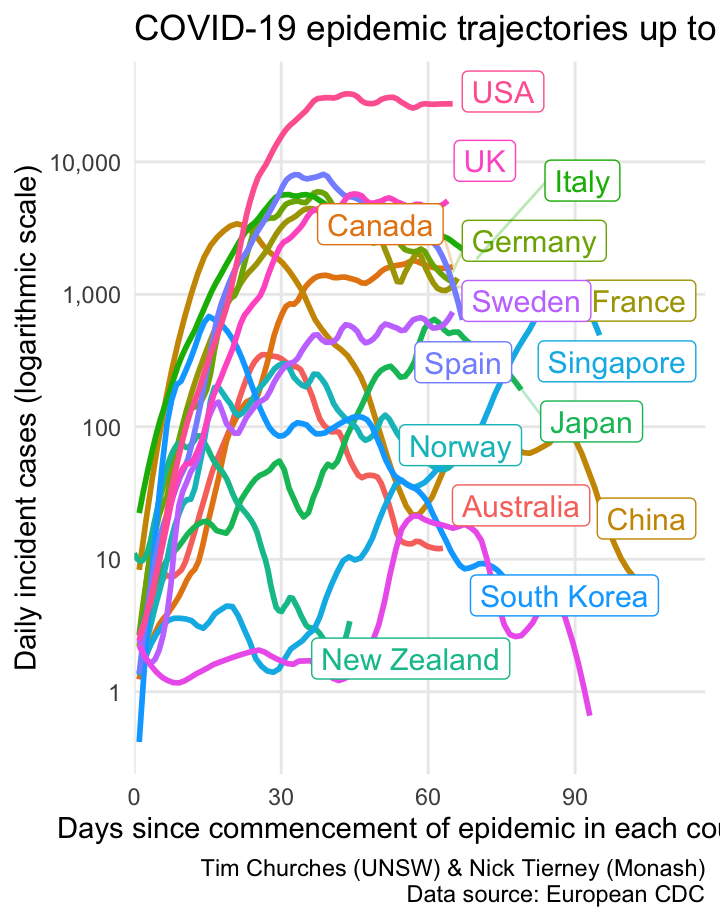 COVID-19 epidemic trajectories up to
Daily incident cases (logarithmic scale)
10,000
1,000
100
10
1
USA
UK
Italy
Canada
Germany
Sweden
France
Spain
Singapore
Japan
Norway
Australia
China
South Korea
New Zealand
0
30
60
90
Days since commencement of epidemic in each cou
Tim Churches (UNSW) & Nick Tierney (Monash)
Data source: European CDC